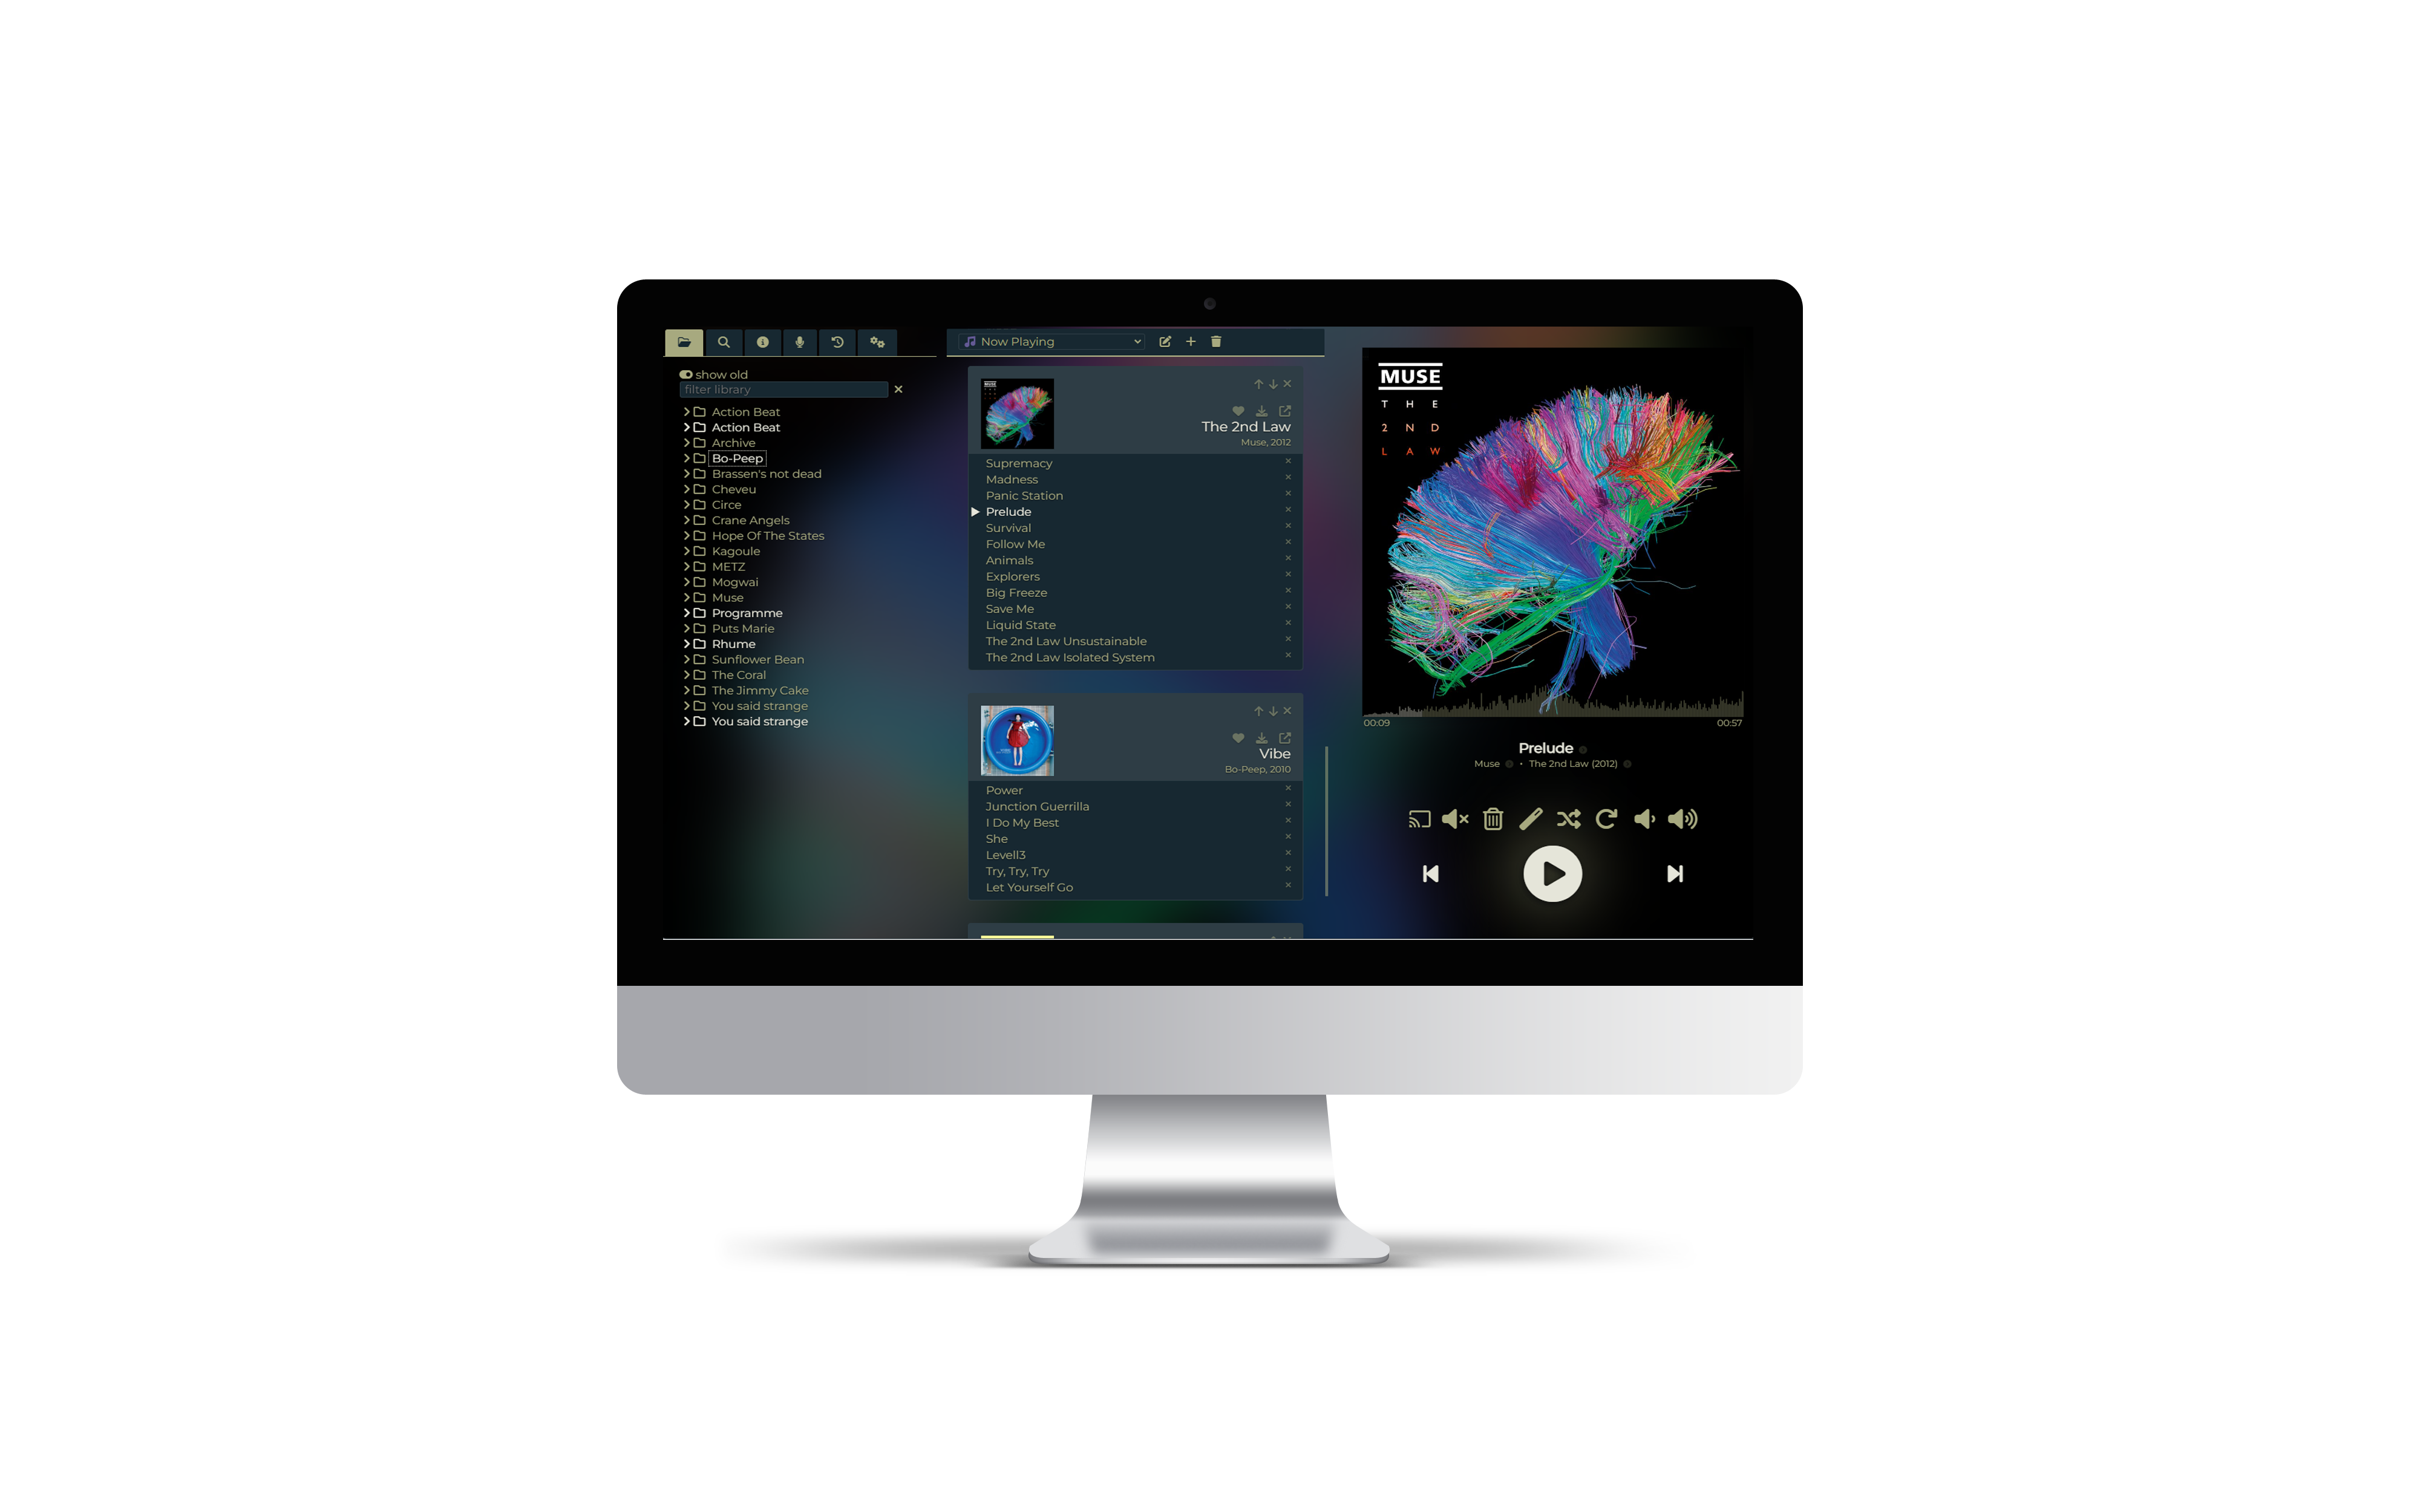 show old
filter library
Action Beat
Action Beat
Archive
Bo-Peep
Brassen's not dead
Cheveu
Circe
Crane Angels
Hope Of The States
Kagoule
METZ
Mogwai
Muse
Programme
Puts Marie
Rhume
Sunflower Bean
The Coral
The Jimmy Cake
You said strange
You said strange
Now Playing
The 2nd Law
Muse, 2012
Supremacy
Madness
Panic Station
Prelude
Survival
Follow Me
Animals
Explorers
Big Freeze
Save Me
Liquid State
The 2nd Law Unsustainable
The 2nd Law Isolated System
Vibe
Bo-Peep, 2010
Power
Junction Guerrilla
I Do My Best
She
Level13
Try, Try, Try
Let Yourself Go
MUSE
THE
2ND
LAW
00:09 00:57
Prelude
Muse • The 2nd Law (2012)